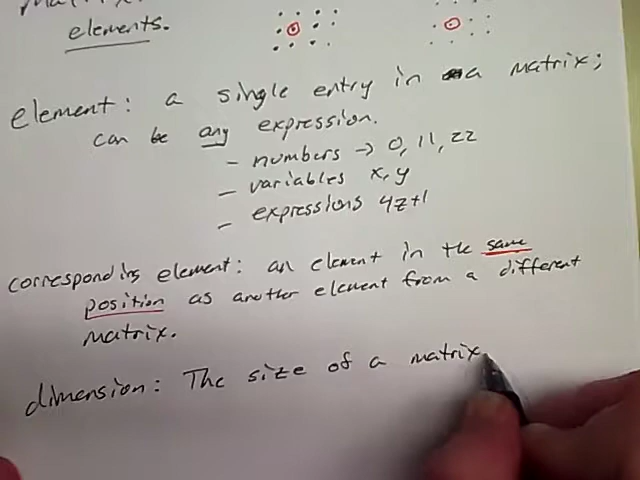 matrix.
elements.
element: a single entry in a matrix;
can be any expression.
- numbers → 0, 11, 22
- variables x, y
- expressions 4z+1
corresponding element: an element in the same
position as another element from a different
matrix.
dimension: The size of a matrix